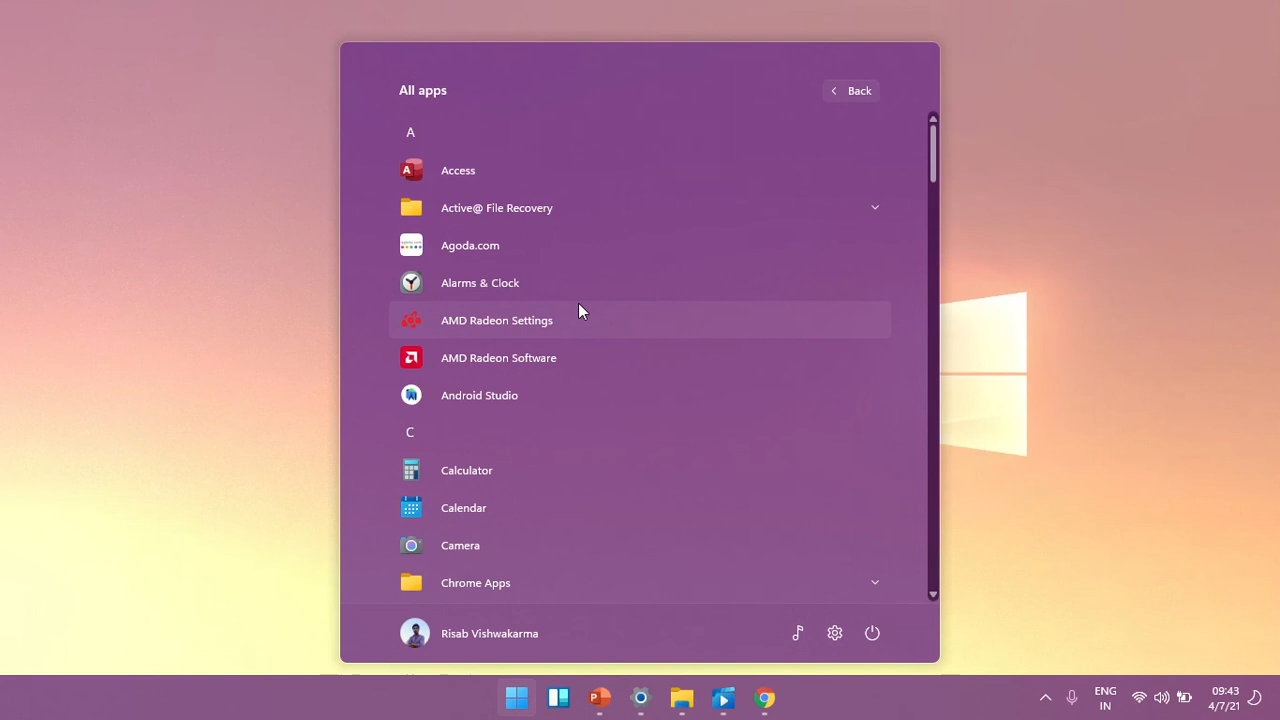 All apps
Back
A
Access
Active@ File Recovery
Agoda.com
Alarms & Clock
AMD Radeon Settings
AMD Radeon Software
Android Studio
C
Calculator
Calendar
Camera
Chrome Apps
Risab Vishwakarma
ENG
IN
09:43
4/7/21